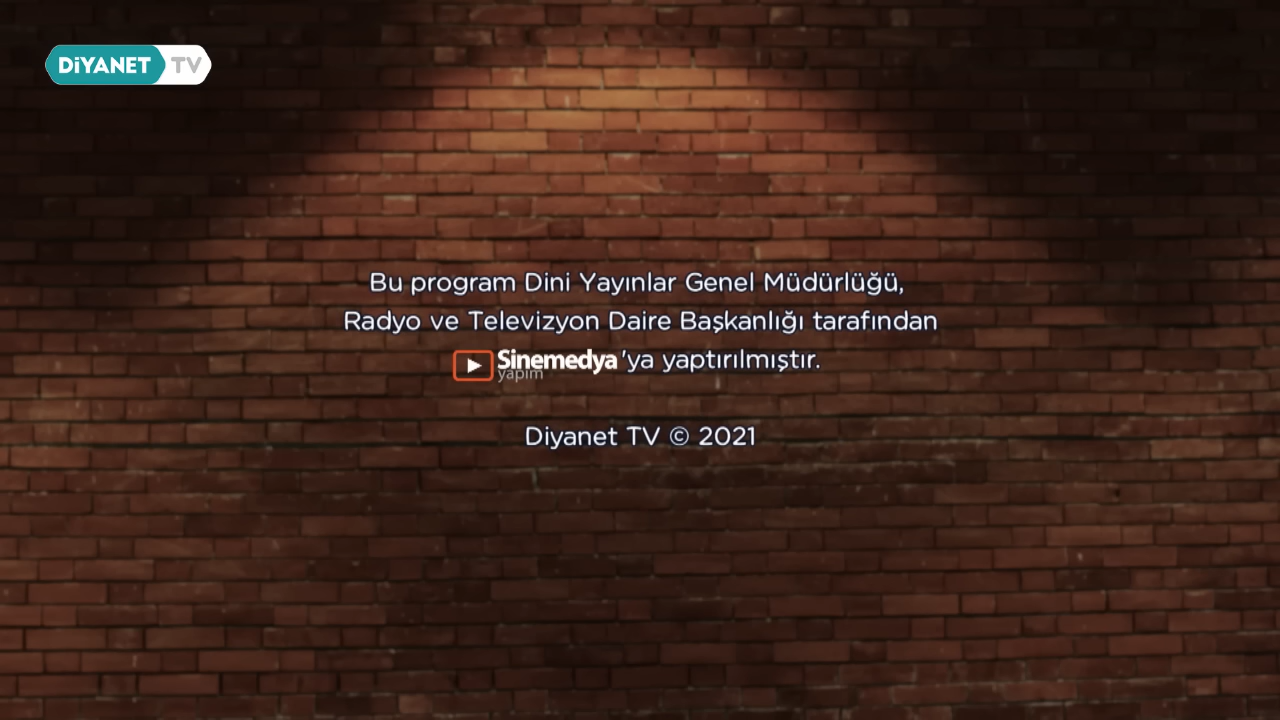 DİYANET TV
Bu program Dini Yayınlar Genel Müdürlüğü,
Radyo ve Televizyon Daire Başkanlığı tarafından
Sinemedya yapım 'ya yaptırılmıştır.
Diyanet TV © 2021